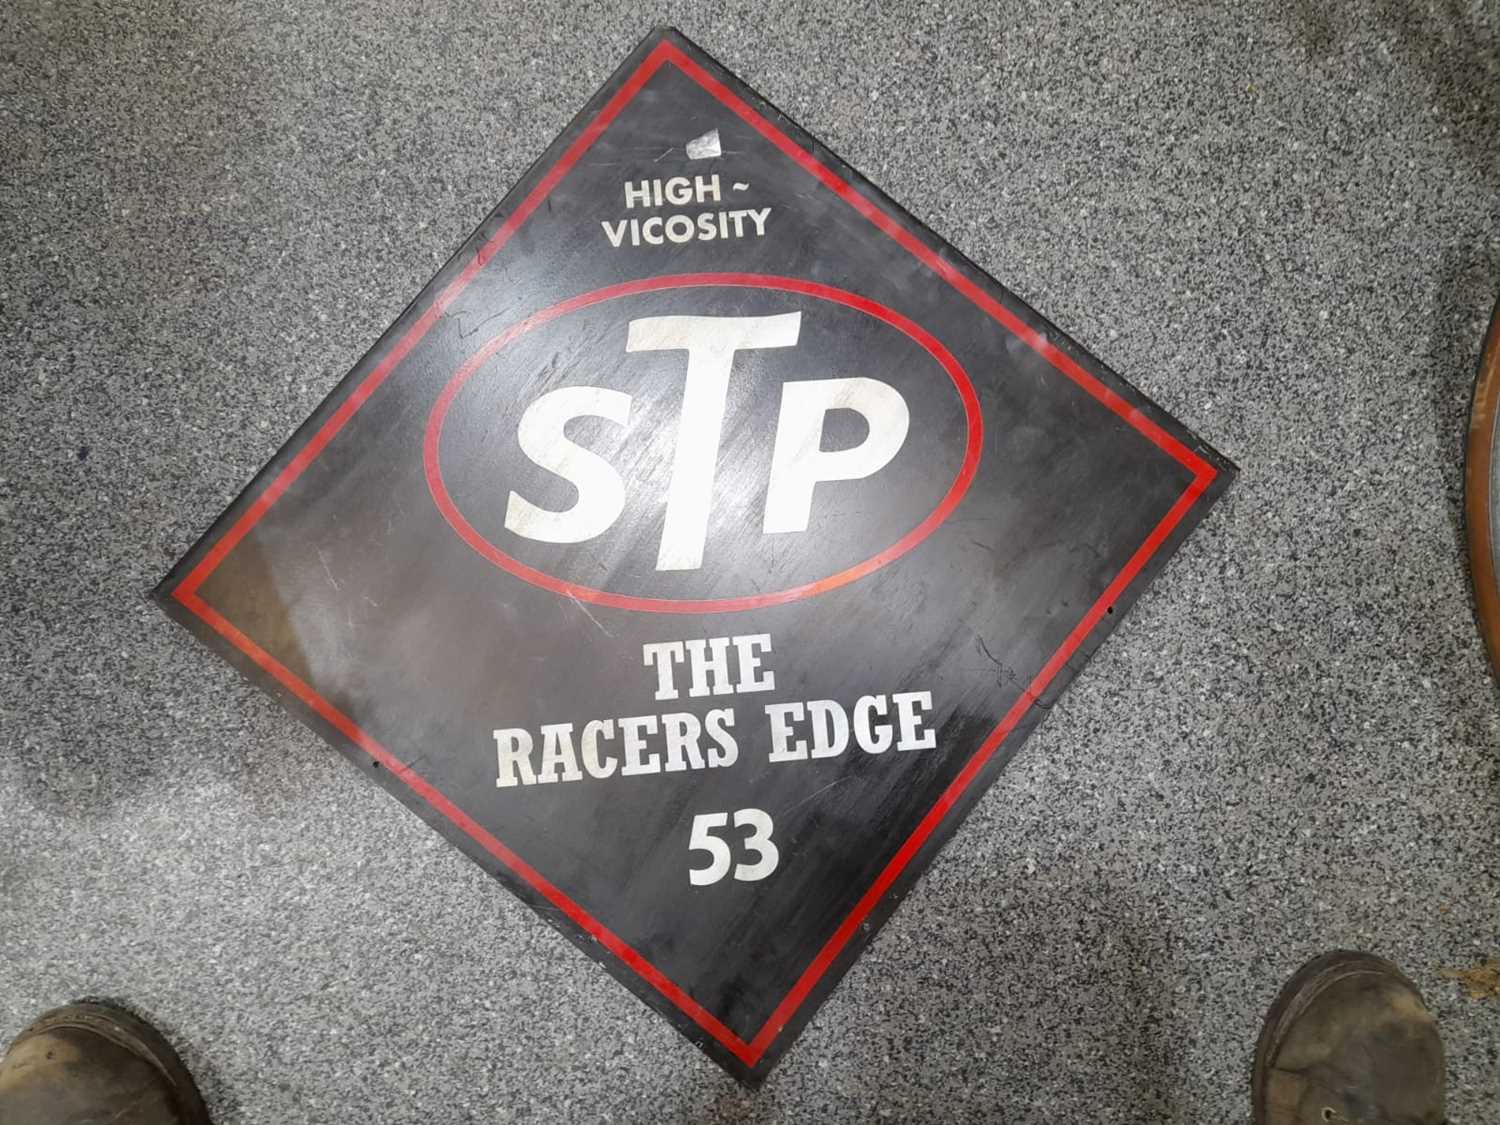 HIGH ~
VICOSITY
STP
THE
RACERS EDGE
53